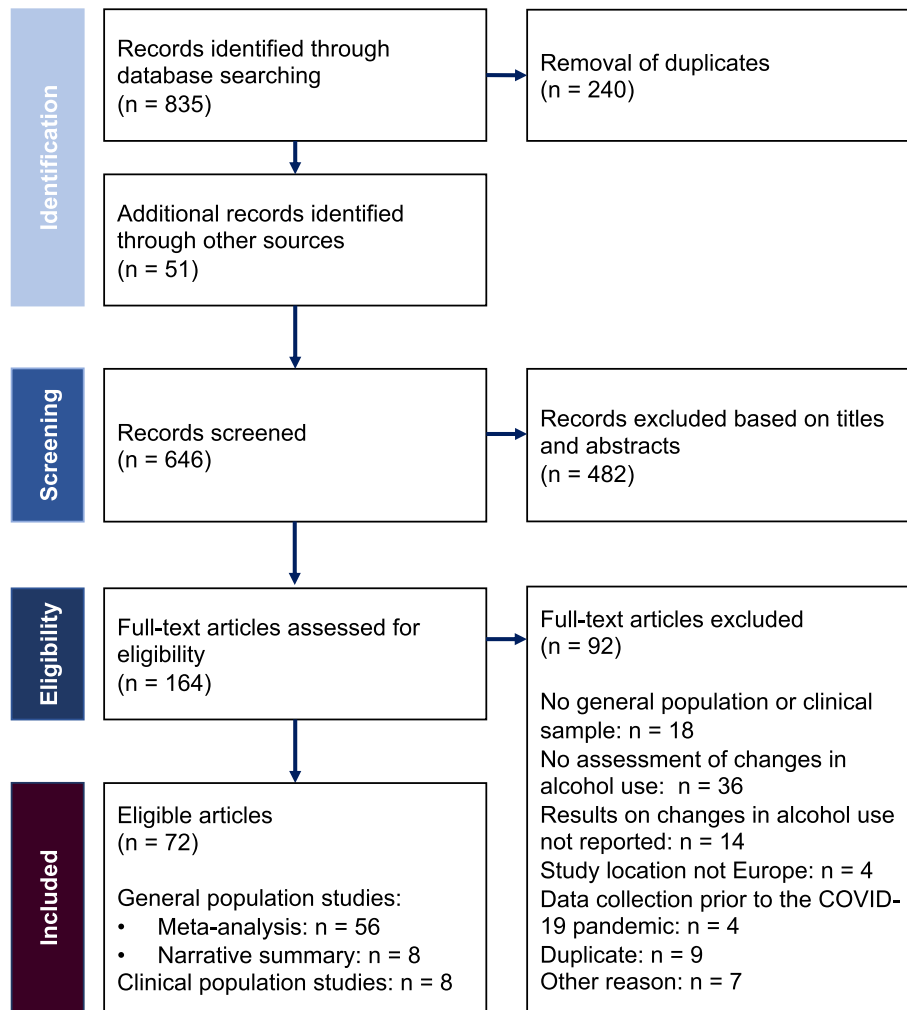 Identification
Records identified through
database searching
(n = 835)
Removal of duplicates
(n = 240)
Additional records identified
through other sources
(n = 51)
Screening
Records screened
(n = 646)
Records excluded based on titles
and abstracts
(n = 482)
Eligibility
Full-text articles assessed for
eligibility
(n = 164)
Full-text articles excluded
(n = 92)
No general population or clinical
sample: n = 18
No assessment of changes in
alcohol use:  n = 36
Results on changes in alcohol use
not reported: n = 14
Study location not Europe: n = 4
Data collection prior to the COVID-
19 pandemic: n = 4
Duplicate: n = 9
Other reason: n = 7
Included
Eligible articles
(n = 72)
General population studies:
• Meta-analysis: n = 56
• Narrative summary: n = 8
Clinical population studies: n = 8